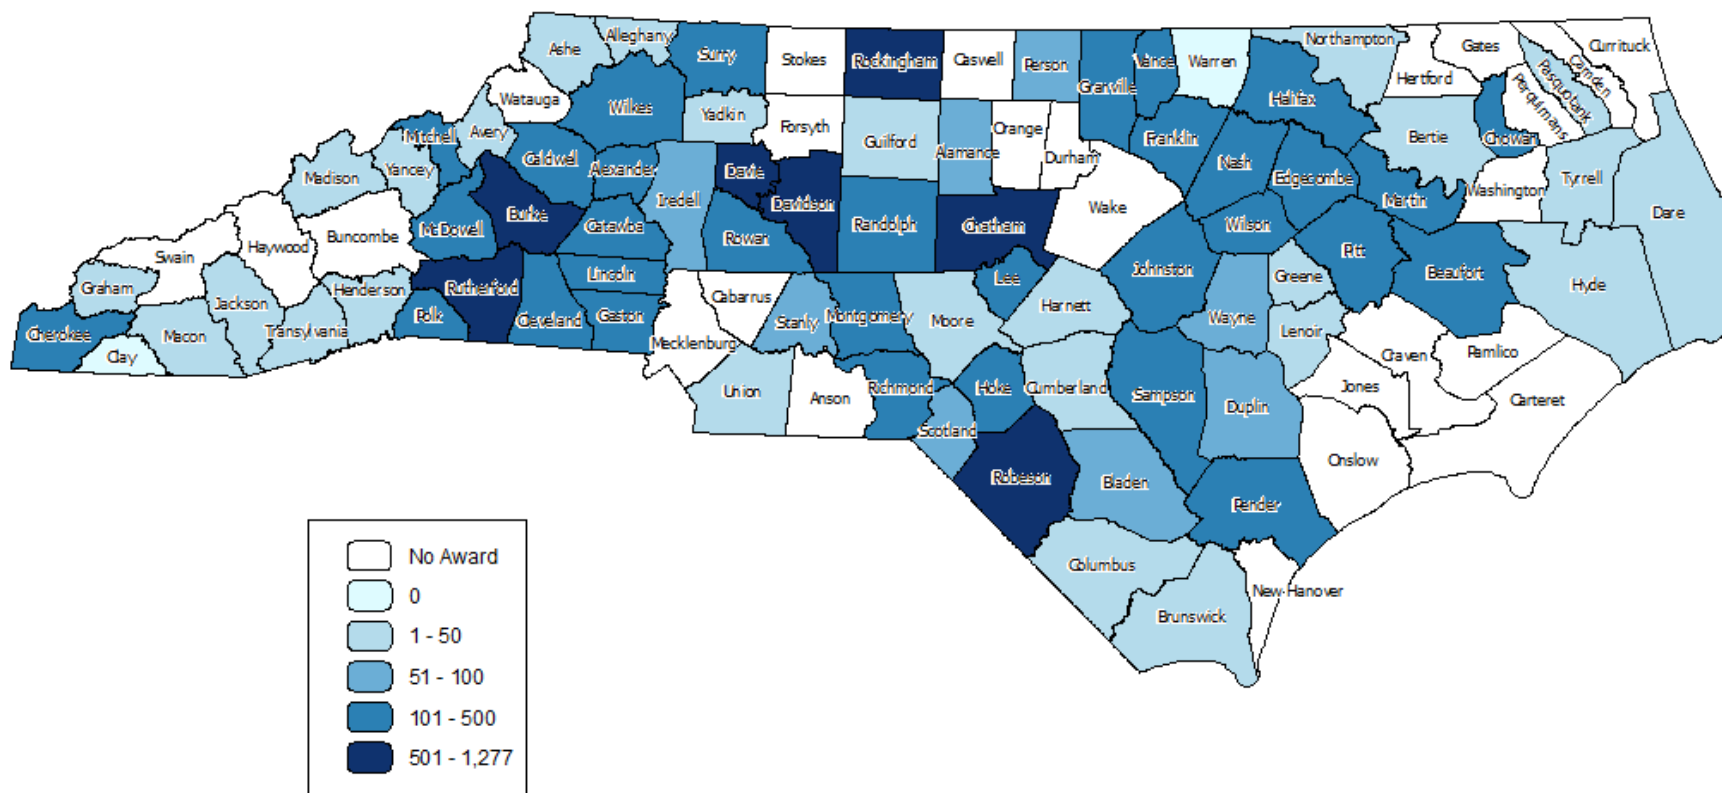 Ashe
Alleghany
Surry
Stokes
Rockingham
Caswell
Person
Granville
Vance
Warren
Northampton
Gates
Currituck
Camden
Pasquotank
Perquimans
Hertford
Watauga
Wilkes
Yadkin
Forsyth
Guilford
Alamance
Orange
Durham
Franklin
Halifax
Bertie
Chowan
Mitchell
Avery
Caldwell
Alexander
Davie
Nash
Edgecombe
Martin
Washington
Tyrrell
Dare
Madison
Yancey
Iredell
Davidson
Randolph
Chatham
Wake
Wilson
McDowell
Burke
Catawba
Rowan
Pitt
Beaufort
Hyde
Swain
Haywood
Buncombe
Rutherford
Lincoln
Lee
Johnston
Greene
Graham
Jackson
Henderson
Polk
Cleveland
Gaston
Cabarrus
Stanly
Montgomery
Moore
Harnett
Wayne
Lenoir
Cherokee
Clay
Macon
Transylvania
Mecklenburg
Craven
Pamlico
Jones
Carteret
Union
Anson
Richmond
Hoke
Cumberland
Sampson
Duplin
Scotland
Onslow
Robeson
Bladen
Pender
Columbus
New Hanover
Brunswick
No Award
0
1 - 50
51 - 100
101 - 500
501 - 1,277